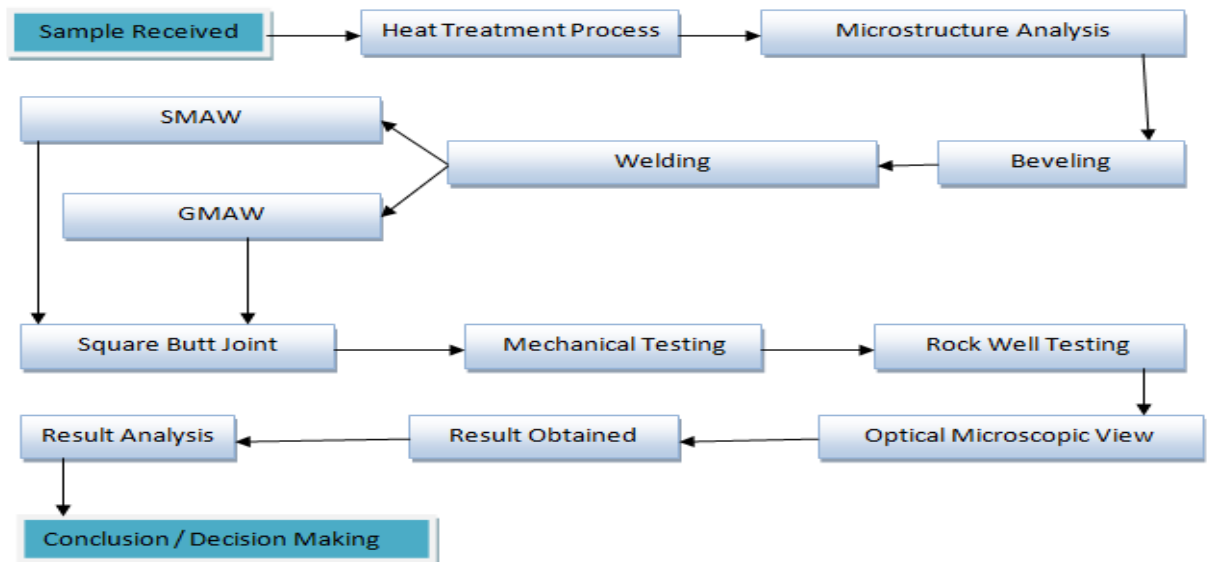 Sample Received
Heat Treatment Process
Microstructure Analysis
SMAW
Welding
Beveling
GMAW
Square Butt Joint
Mechanical Testing
Rock Well Testing
Result Analysis
Result Obtained
Optical Microscopic View
Conclusion / Decision Making